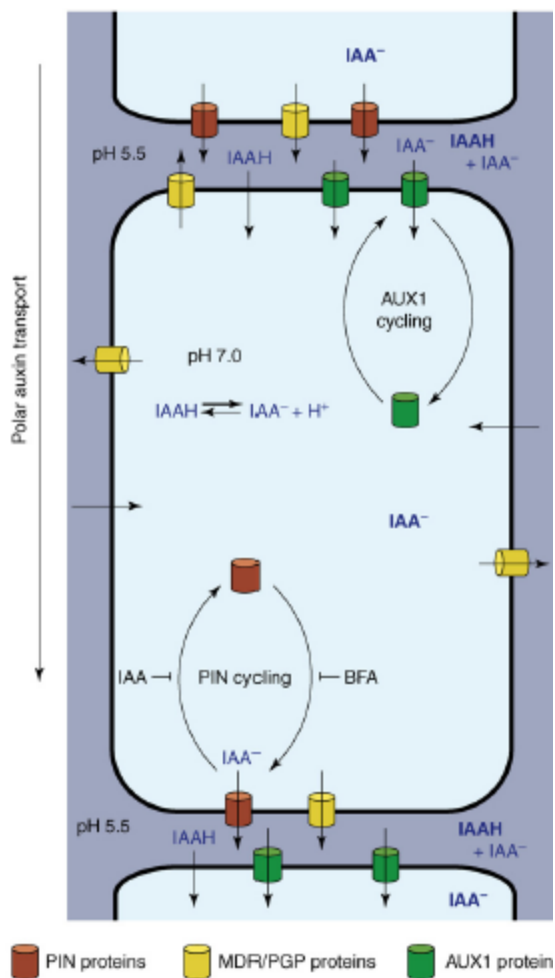 IAA⁻
pH 5.5
IAAH
IAA⁻
IAAH
+ IAA⁻
AUX1
cycling
Polar auxin transport
pH 7.0
IAAH
IAA⁻ + H⁺
IAA⁻
IAA
PIN cycling
BFA
IAA⁻
pH 5.5
IAAH
IAAH
+ IAA⁻
IAA⁻
PIN proteins
MDR/PGP proteins
AUX1 protein